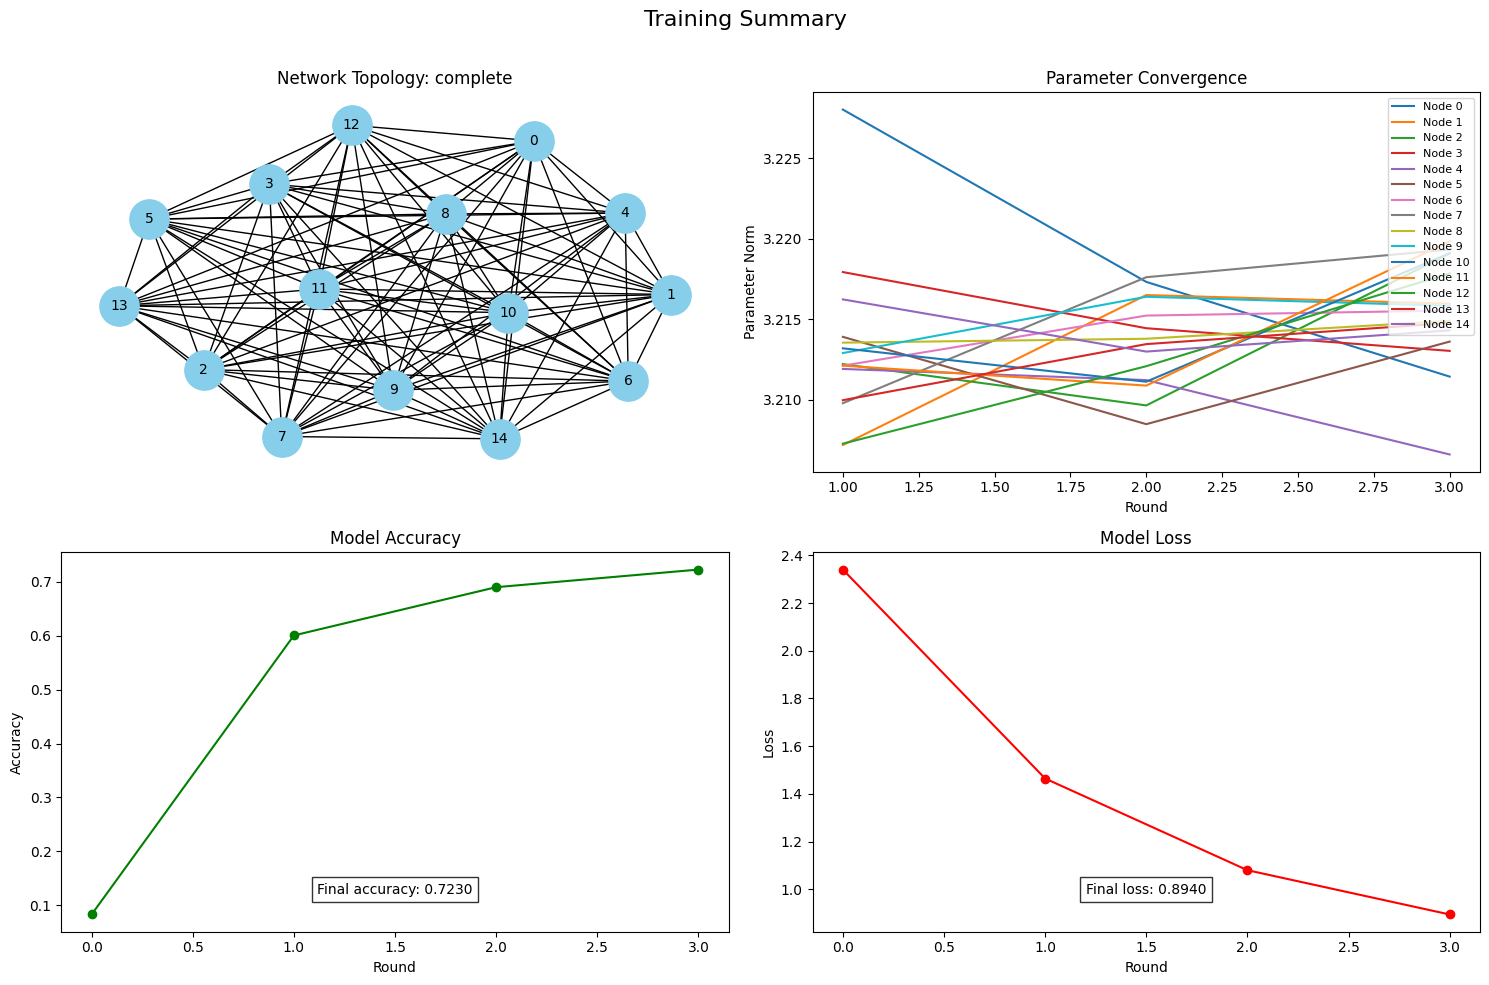 Training Summary
Network Topology: complete
12
0
3
4
8
5
11
1
13
10
2
6
9
7
14
Parameter Convergence
Parameter Norm
3.225
3.220
3.215
3.210
Node 0
Node 1
Node 2
Node 3
Node 4
Node 5
Node 6
Node 7
Node 8
Node 9
Node 10
Node 11
Node 12
Node 13
Node 14
1.00 1.25 1.50 1.75 2.00 2.25 2.50 2.75 3.00
Round
Model Accuracy
Accuracy
0.7
0.6
0.5
0.4
0.3
0.2
0.1
Final accuracy: 0.7230
0.0 0.5 1.0 1.5 2.0 2.5 3.0
Round
Model Loss
Loss
2.4
2.2
2.0
1.8
1.6
1.4
1.2
1.0
Final loss: 0.8940
0.0 0.5 1.0 1.5 2.0 2.5 3.0
Round